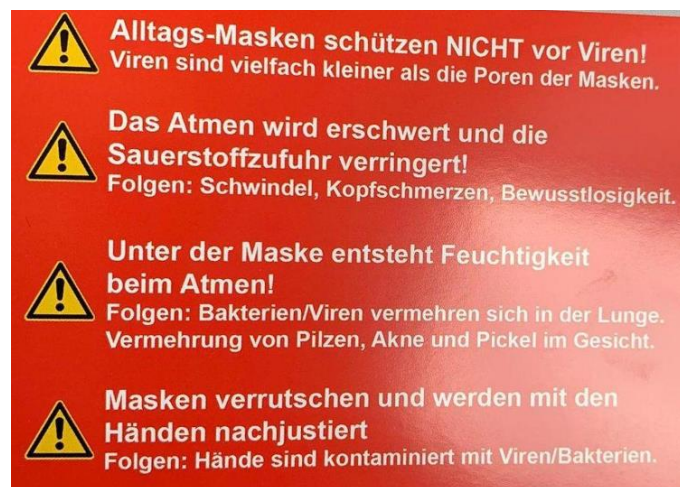 Alltags-Masken schützen NICHT vor Viren!
Viren sind vielfach kleiner als die Poren der Masken.
Das Atmen wird erschwert und die
Sauerstoffzufuhr verringert!
Folgen: Schwindel, Kopfschmerzen, Bewusstlosigkeit.
Unter der Maske entsteht Feuchtigkeit
beim Atmen!
Folgen: Bakterien/Viren vermehren sich in der Lunge.
Vermehrung von Pilzen, Akne und Pickel im Gesicht.
Masken verrutschen und werden mit den
Händen nachjustiert
Folgen: Hände sind kontaminiert mit Viren/Bakterien.